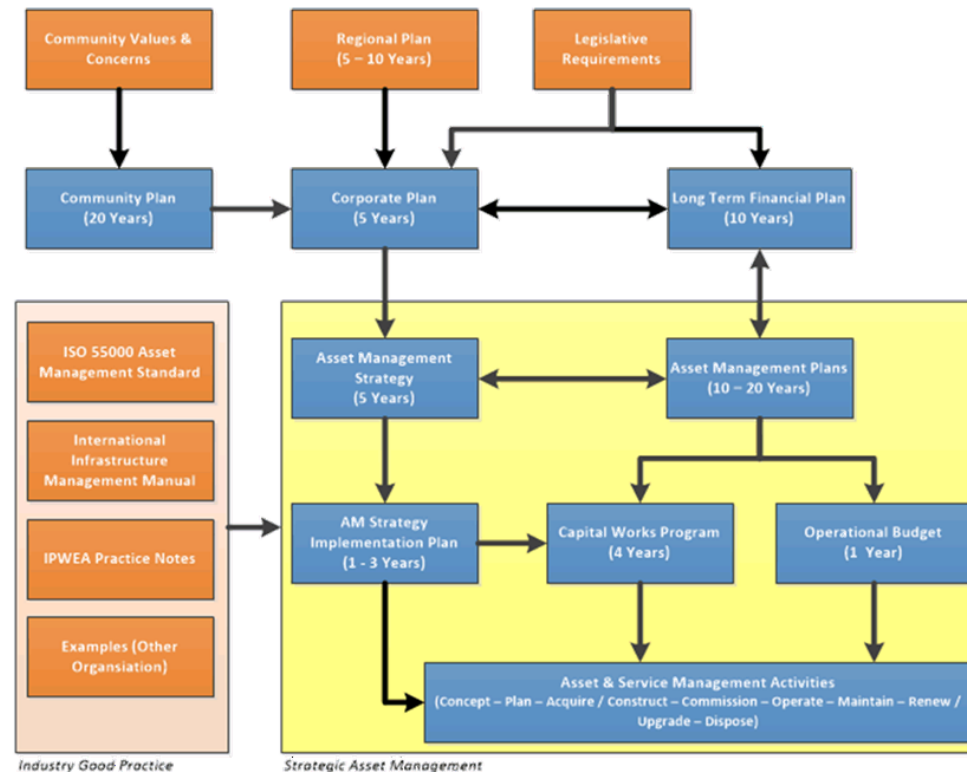 Community Values &
Concerns
Regional Plan
(5 – 10 Years)
Legislative
Requirements
Community Plan
(20 Years)
Corporate Plan
(5 Years)
Long Term Financial Plan
(10 Years)
ISO 55000 Asset
Management Standard
International
Infrastructure
Management Manual
IPWEA Practice Notes
Examples (Other
Organsiation)
Industry Good Practice
Asset Management
Strategy
(5 Years)
Asset Management Plans
(10 – 20 Years)
AM Strategy
Implementation Plan
(1 - 3 Years)
Capital Works Program
(4 Years)
Operational Budget
(1 Year)
Asset & Service Management Activities
(Concept – Plan – Acquire / Construct – Commission – Operate – Maintain – Renew /
Upgrade – Dispose)
Strategic Asset Management